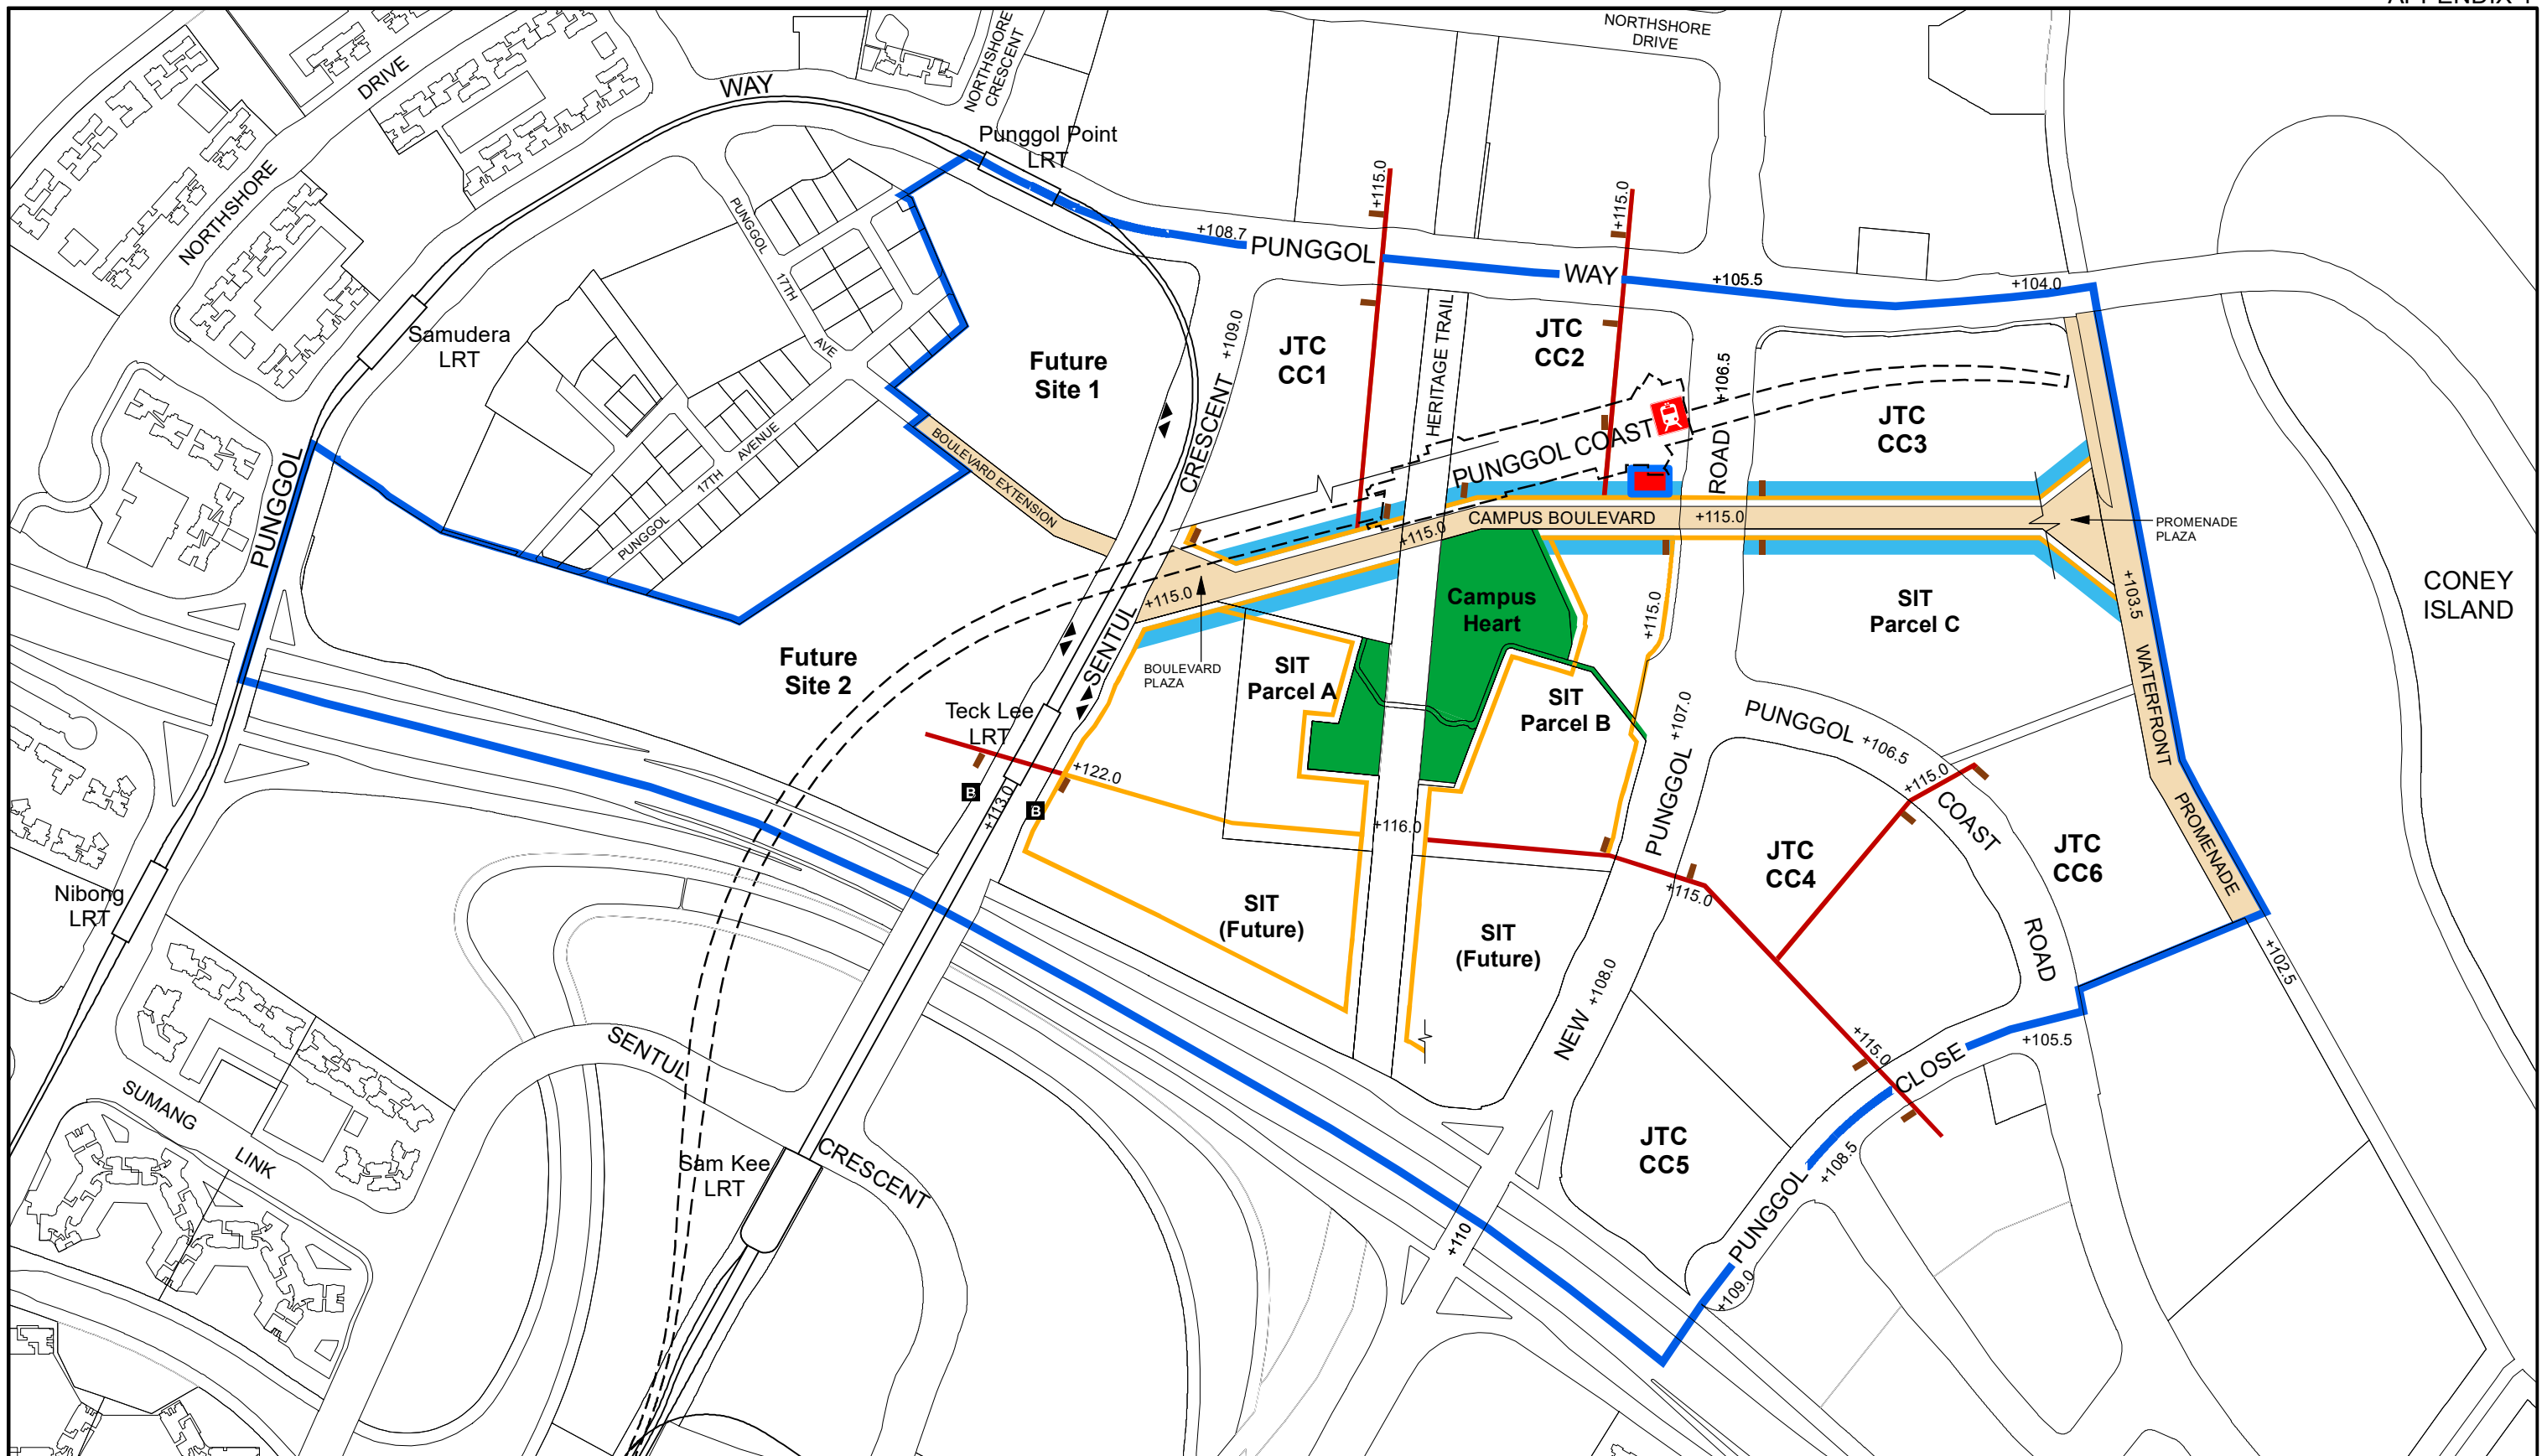 NORTHSHORE
DRIVE
NORTHSHORE
CRESCENT
DRIVE
WAY
Punggol Point
LRT
+115.0
+115.0
NORTHSHORE
PUNGGOL
17TH
AVE
+108.7
PUNGGOL
WAY
+105.5
+104.0
Samudera
LRT
Future
Site 1
+109.0
CRESCENT
JTC
CC1
HERITAGE TRAIL
JTC
CC2
+106.5
ROAD
JTC
CC3
PUNGGOL COAST
BOULEVARD EXTENSION
PUNGGOL
17TH
AVENUE
PUNGGOL
CAMPUS BOULEVARD
+115.0
+115.0
PROMENADE
PLAZA
+115.0
BOULEVARD
PLAZA
Campus
Heart
+115.0
SIT
Parcel C
+103.5
WATERFRONT
PROMENADE
CONEY
ISLAND
Future
Site 2
SENTUL
SIT
Parcel A
SIT
Parcel B
Teck Lee
LRT
+122.0
B
B
+113.0
+116.0
PUNGGOL
+107.0
PUNGGOL
+106.5
COAST
ROAD
+115.0
JTC
CC4
JTC
CC6
+115.0
Nibong
LRT
SIT
(Future)
SIT
(Future)
NEW
+108.0
+102.5
+115.0
CLOSE
+105.5
SENTUL
CRESCENT
SUMANG
LINK
Sam Kee
LRT
JTC
CC5
+108.5
PUNGGOL
+109.0
+110